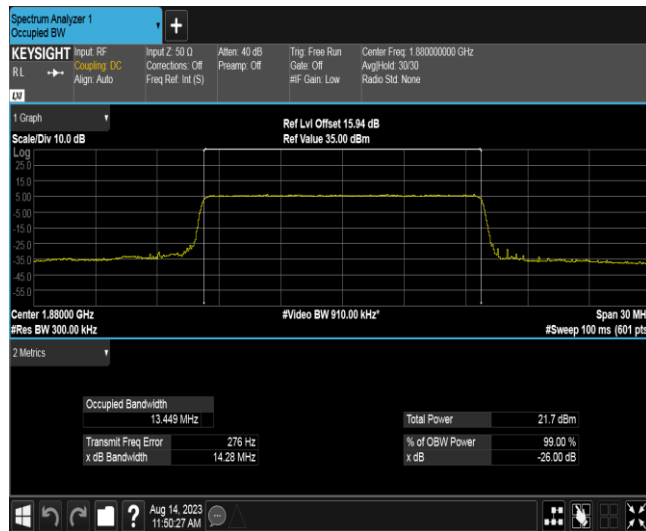 Spectrum Analyzer 1
Occupied BW
+
KEYSIGHT
RL
LXI
Input: RF
Coupling: DC
Align: Auto
Input Z: 50 Ω
Corrections: Off
Freq Ref: Int (S)
Atten: 40 dB
Preamp: Off
Trig: Free Run
Gate: Off
#IF Gain: Low
Center Freq: 1.880000000 GHz
Avg|Hold: 30/30
Radio Std: None
1 Graph
Scale/Div 10.0 dB
Ref Lvl Offset 15.94 dB
Ref Value 35.00 dBm
Log
25.0
15.0
5.00
-5.00
-15.0
-25.0
-35.0
-45.0
-55.0
Center 1.88000 GHz
#Res BW 300.00 kHz
#Video BW 910.00 kHz*
Span 30 MH
#Sweep 100 ms (601 pts
2 Metrics
Occupied Bandwidth
13.449 MHz
Transmit Freq Error 276 Hz
x dB Bandwidth 14.28 MHz
Total Power 21.7 dBm
% of OBW Power 99.00 %
x dB -26.00 dB
?
Aug 14, 2023
11:50:27 AM